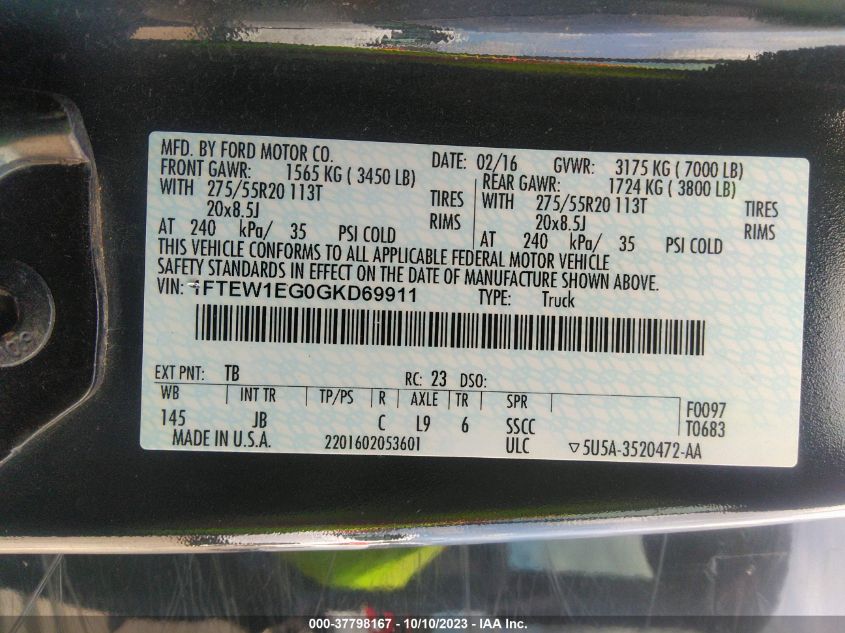 MFD. BY FORD MOTOR CO. DATE: 02/16 GVWR: 3175 KG ( 7000 LB)
FRONT GAWR: 1565 KG ( 3450 LB) REAR GAWR: 1724 KG ( 3800 LB)
WITH 275/55R20 113T TIRES WITH 275/55R20 113T TIRES
20x8.5J RIMS 20x8.5J RIMS
AT 240 kPa/ 35 PSI COLD AT 240 kPa/ 35 PSI COLD
THIS VEHICLE CONFORMS TO ALL APPLICABLE FEDERAL MOTOR VEHICLE
SAFETY STANDARDS IN EFFECT ON THE DATE OF MANUFACTURE SHOWN ABOVE.
VIN: 1FTEW1EG0GKD69911 TYPE: Truck
EXT PNT: TB RC: 23 DSO:
WB INT TR TP/PS R AXLE TR SPR F0097
145 JB C L9 6 SSCC T0683
MADE IN U.S.A. 2201602053601 ULC ▽5U5A-3520472-AA
000-37798167 - 10/10/2023 - IAA Inc.